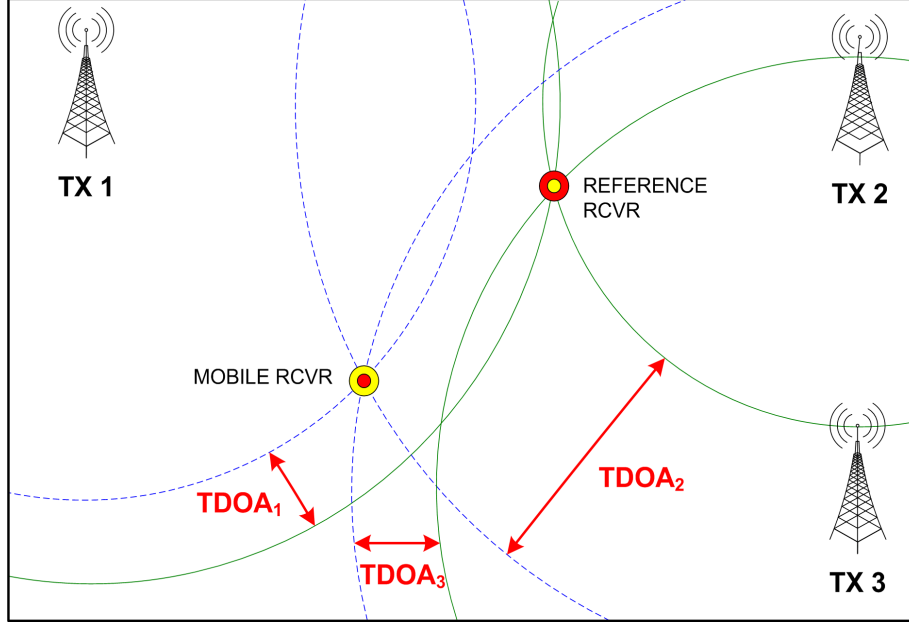 TX 1
TX 2
REFERENCE
RCVR
MOBILE RCVR
TDOA₁
TDOA₂
TDOA₃
TX 3